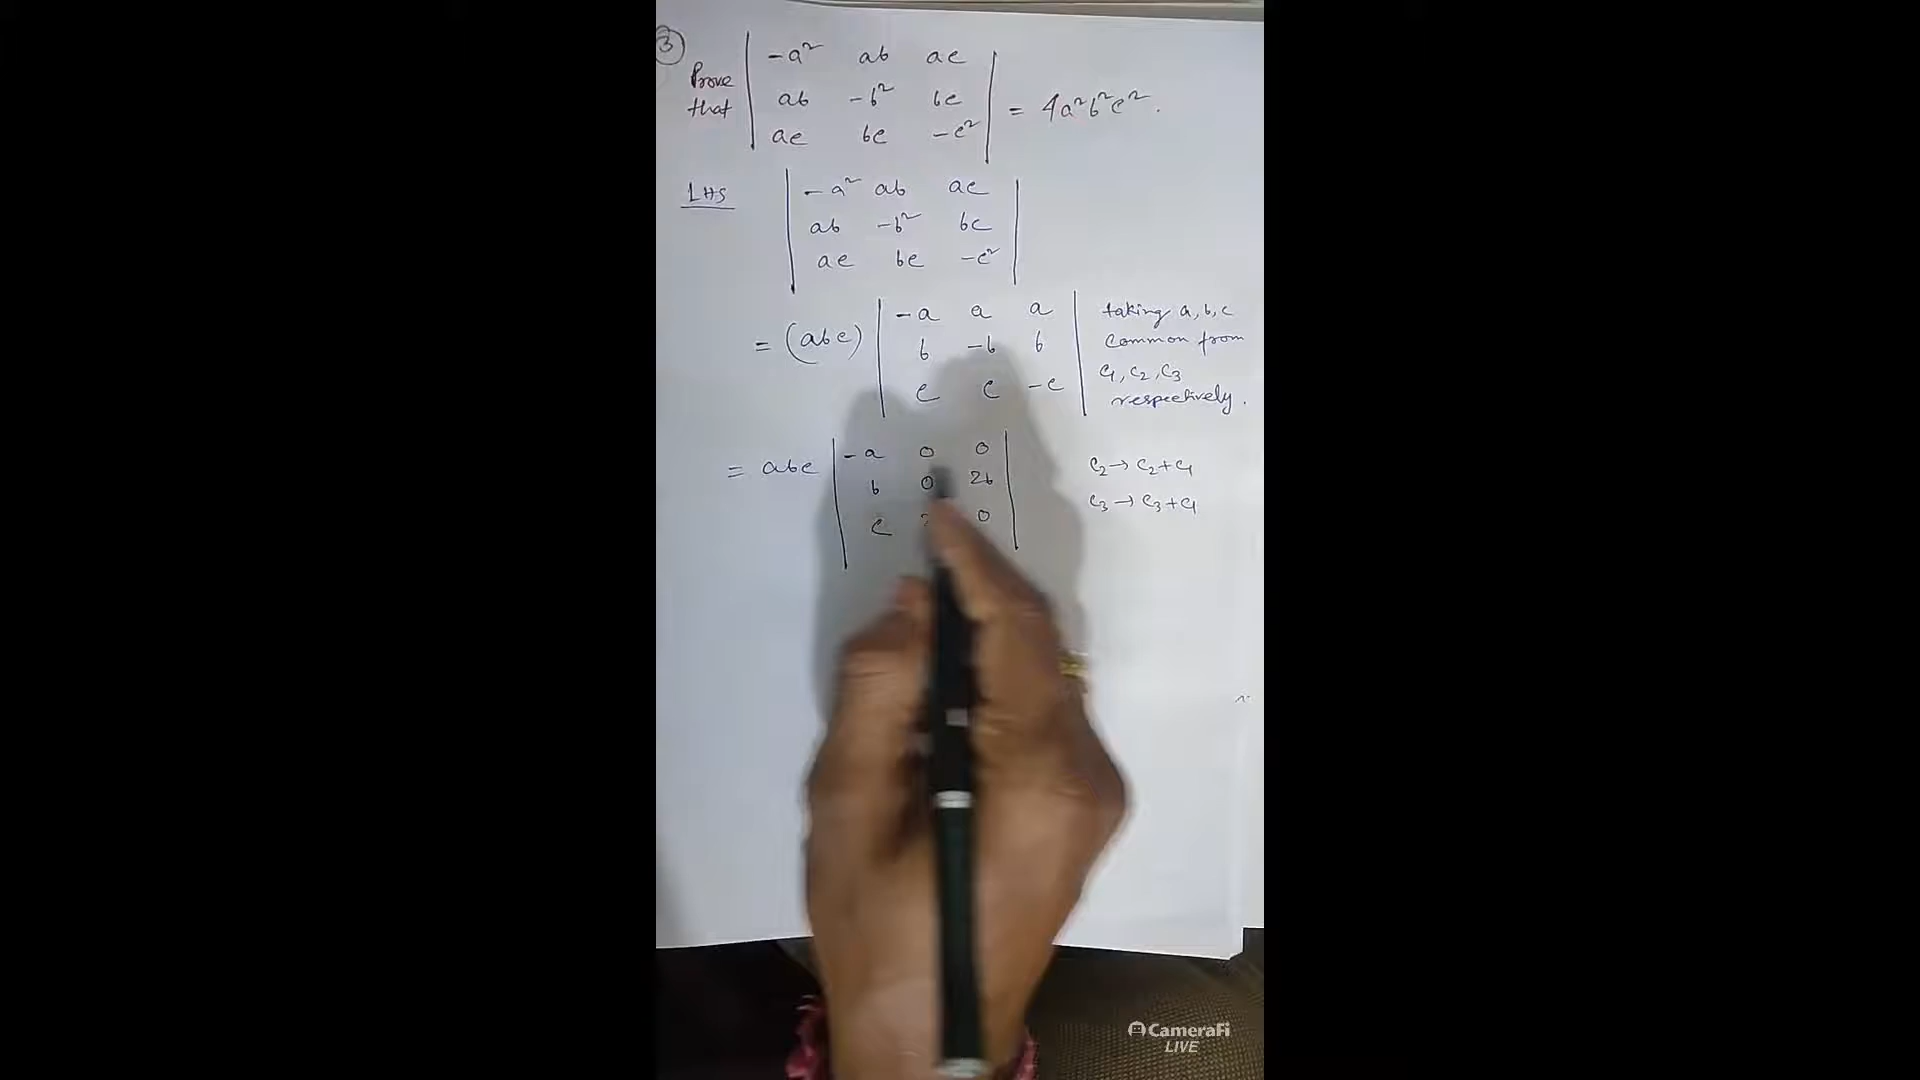 ③
Prove that | -a² ab ac |
| ab -b² bc | = 4a²b²c².
| ac bc -c² |
LHS | -a² ab ac |
| ab -b² bc |
| ac bc -c² |
= (abc) | -a a a | taking a, b, c
| b -b b | common from
| c c -c | c1, c2, c3
respectively.
= abc | -a 0 0 |
| b 0 2b | c2 → c2+c1
| c 0 | c3 → c3+c1
CameraFi
LIVE